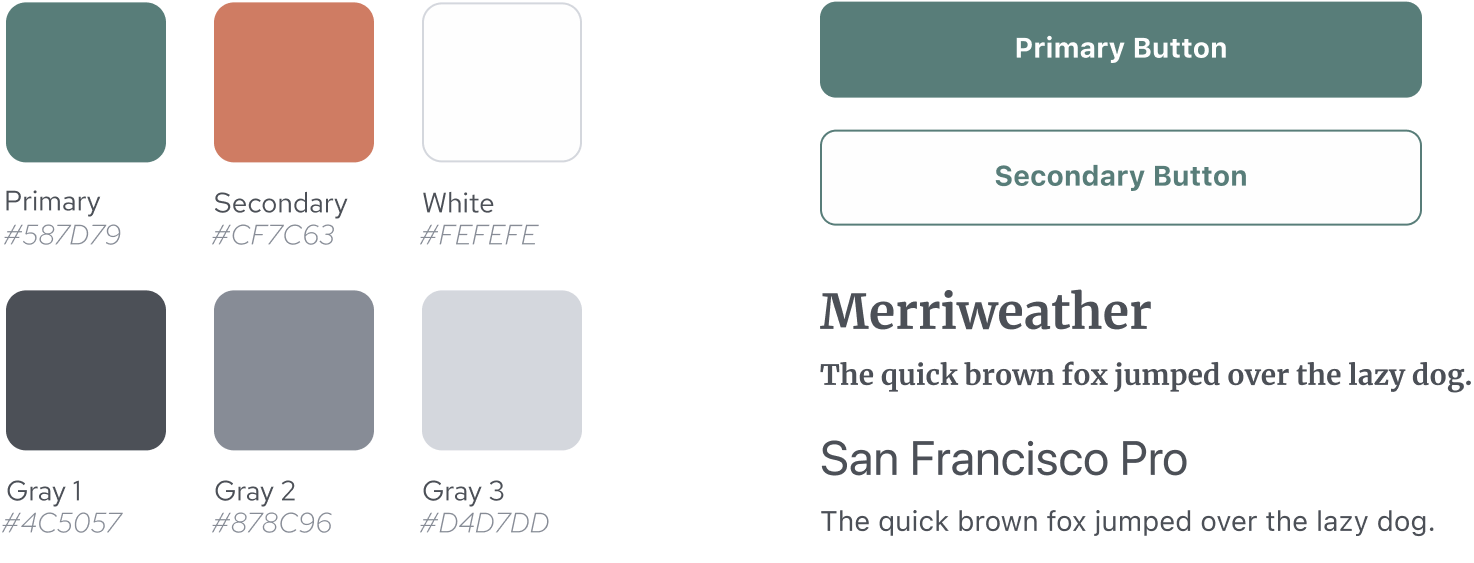 Primary
#587D79
Secondary
#CF7C63
White
#FEFEFE
Gray 1
#4C5057
Gray 2
#878C96
Gray 3
#D4D7DD
Primary Button
Secondary Button
Merriweather
The quick brown fox jumped over the lazy dog.
San Francisco Pro
The quick brown fox jumped over the lazy dog.